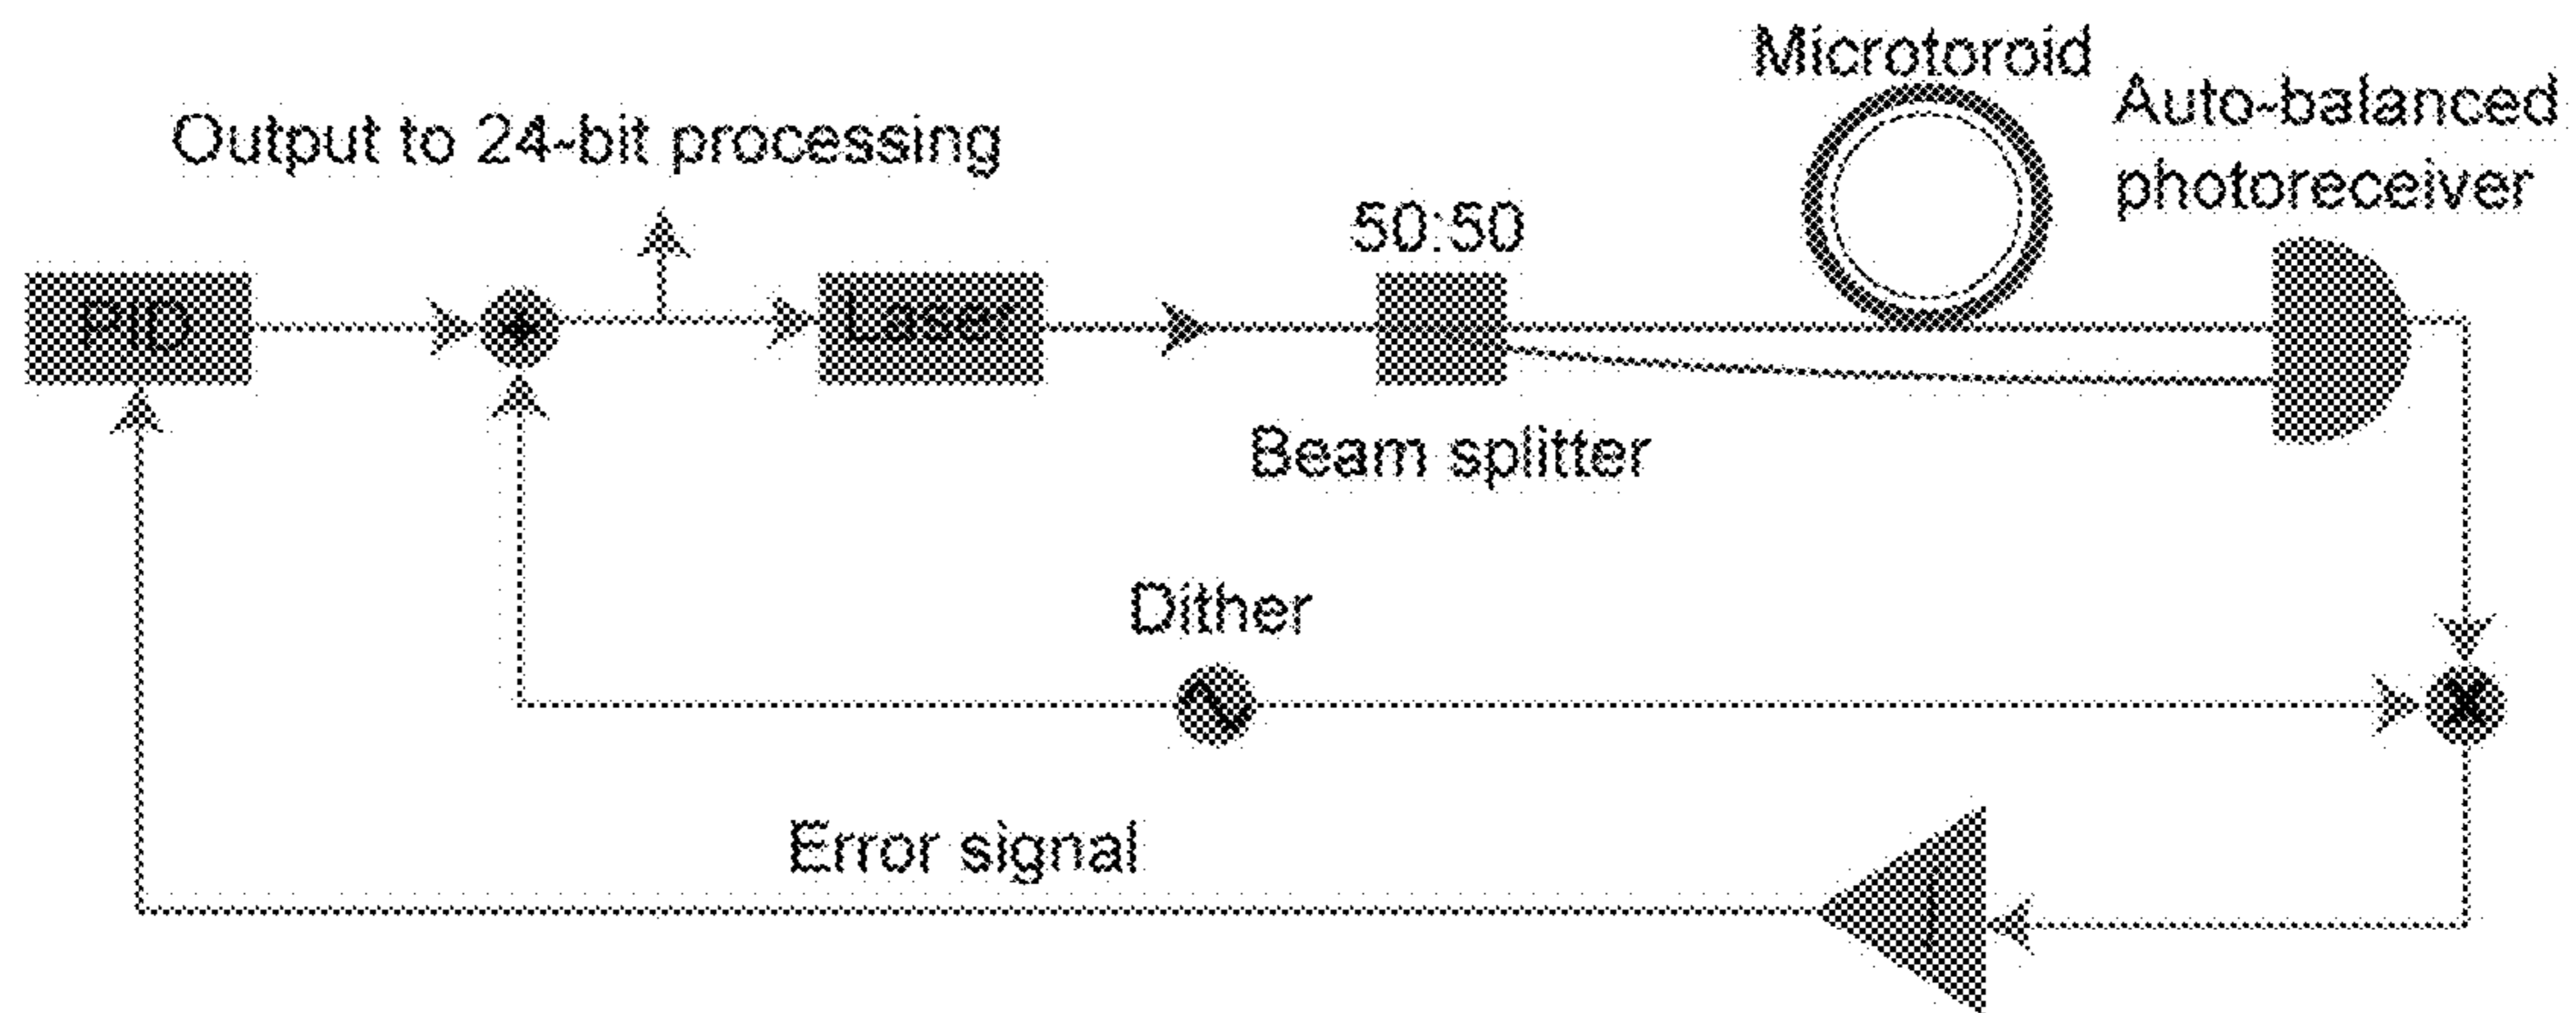 Microtoroid
Auto-balanced
photoreceiver
Output to 24-bit processing
50:50
PID
+
Laser
Beam splitter
Dither
X
Error signal
∫